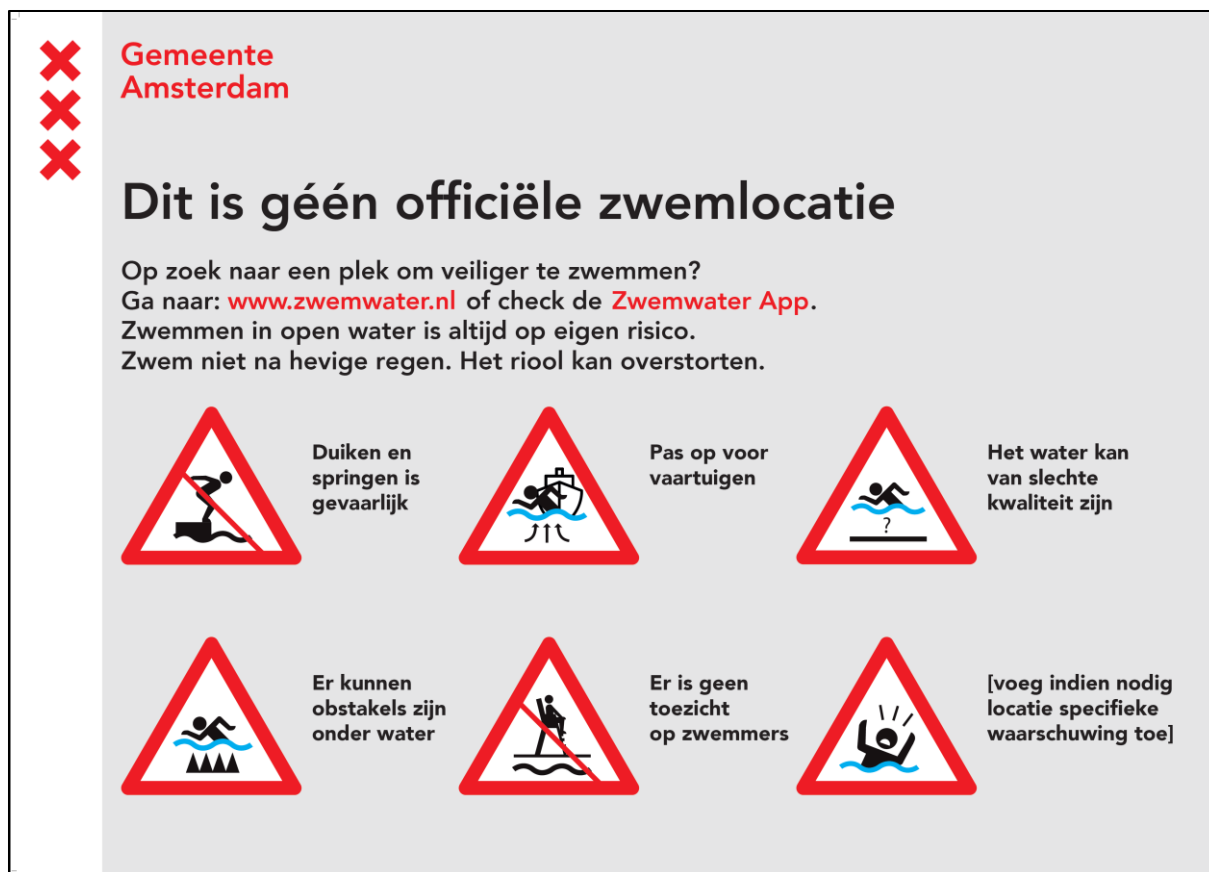 Gemeente
Amsterdam
Dit is géén officiële zwemlocatie
Op zoek naar een plek om veiliger te zwemmen?
Ga naar: www.zwemwater.nl of check de Zwemwater App.
Zwemmen in open water is altijd op eigen risico.
Zwem niet na hevige regen. Het riool kan overstorten.
Duiken en
springen is
gevaarlijk
Pas op voor
vaartuigen
Het water kan
van slechte
kwaliteit zijn
?
Er kunnen
obstakels zijn
onder water
Er is geen
toezicht
op zwemmers
[voeg indien nodig
locatie specifieke
waarschuwing toe]